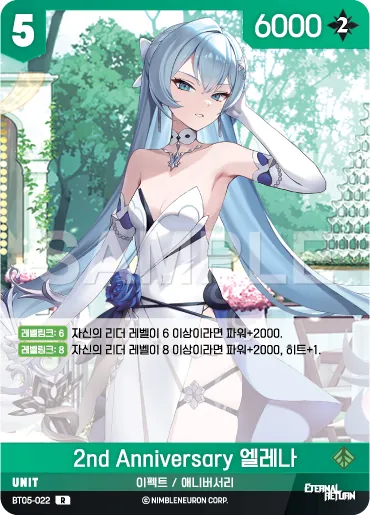 5
6000 2
SAMPLE
레벨링크: 6 자신의 리더 레벨이 6 이상이라면 파워+2000.
레벨링크: 8 자신의 리더 레벨이 8 이상이라면 파워+2000, 히트+1.
2nd Anniversary 엘레나
UNIT
이펙트 / 애니버서리
BT05-022 R
© NIMBLENEURON CORP.
ETERNAL RETURN